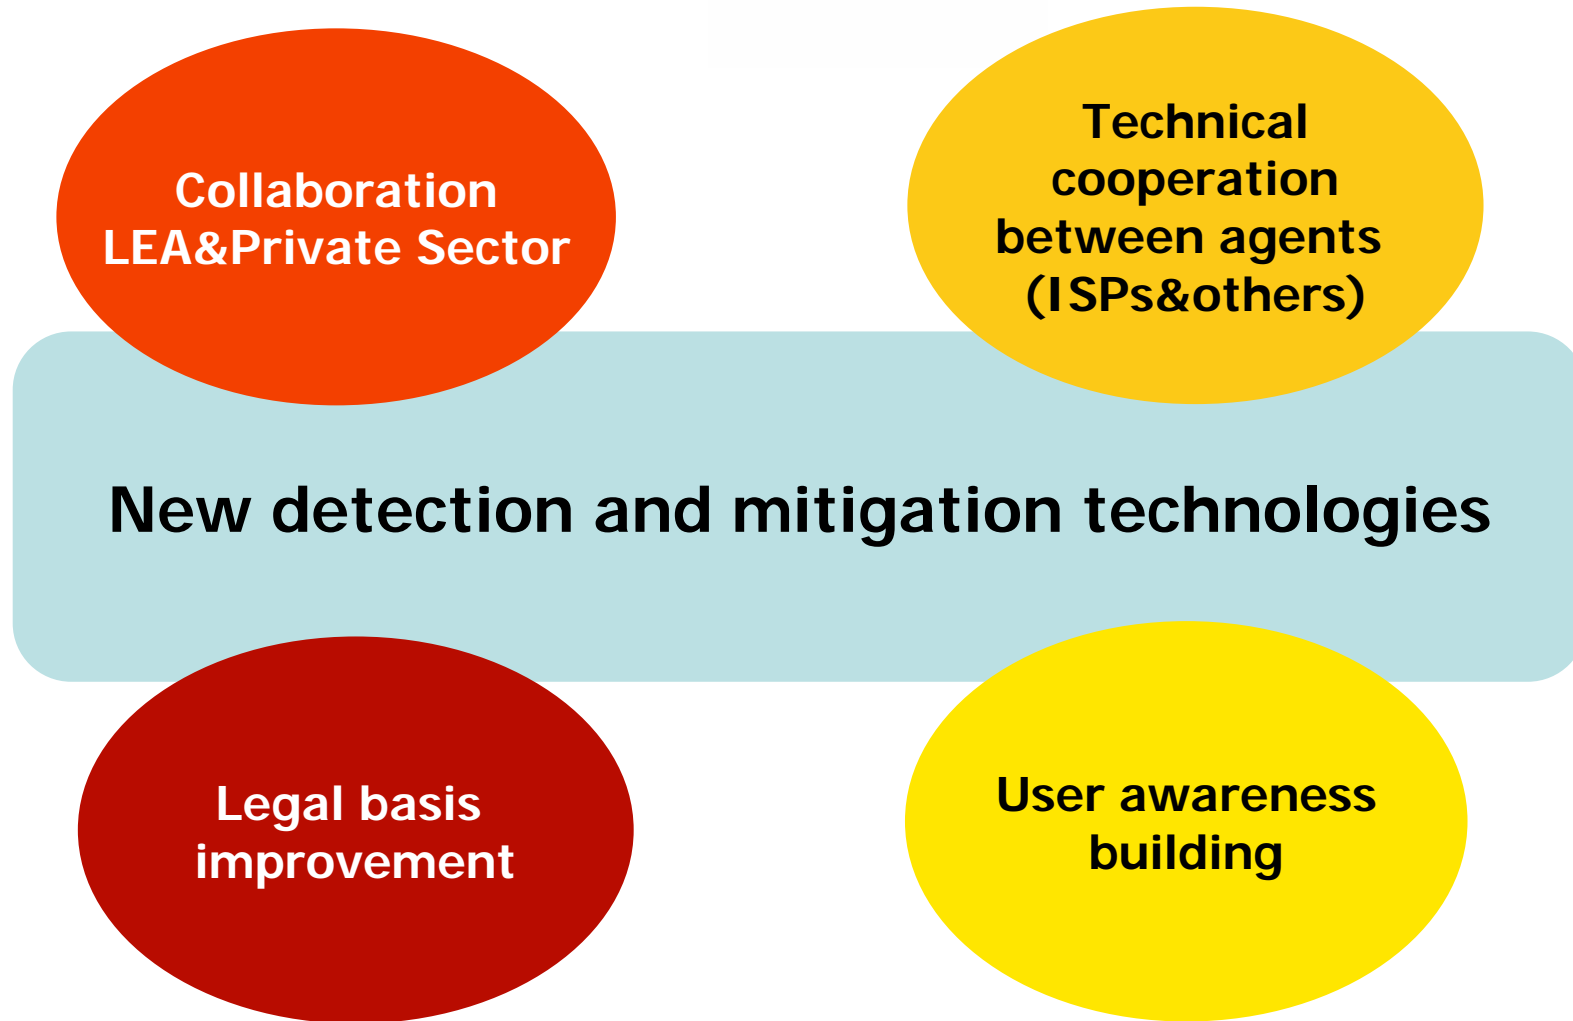 Collaboration
LEA&Private Sector
Technical
cooperation
between agents
(ISPs&others)
New detection and mitigation technologies
Legal basis
improvement
User awareness
building